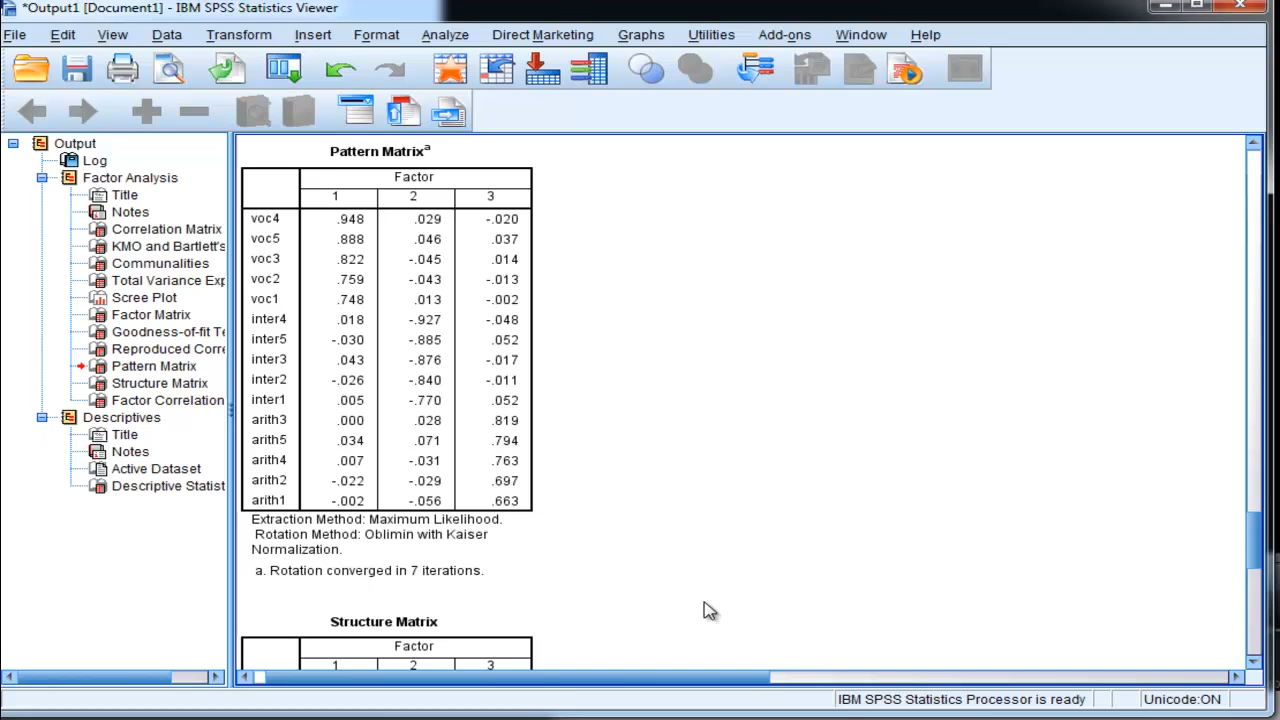 *Output1 [Document1] - IBM SPSS Statistics Viewer
File Edit View Data Transform Insert Format Analyze Direct Marketing Graphs Utilities Add-ons Window Help
Output
Log
Factor Analysis
Title
Notes
Correlation Matrix
KMO and Bartlett's
Communalities
Total Variance Exp
Scree Plot
Factor Matrix
Goodness-of-fit Te
Reproduced Corre
Pattern Matrix
Structure Matrix
Factor Correlation
Descriptives
Title
Notes
Active Dataset
Descriptive Statist
Pattern Matrixa
Factor
1 2 3
voc4 .948 .029 -.020
voc5 .888 .046 .037
voc3 .822 -.045 .014
voc2 .759 -.043 -.013
voc1 .748 .013 -.002
inter4 .018 -.927 -.048
inter5 -.030 -.885 .052
inter3 .043 -.876 -.017
inter2 -.026 -.840 -.011
inter1 .005 -.770 .052
arith3 .000 .028 .819
arith5 .034 .071 .794
arith4 .007 -.031 .763
arith2 -.022 -.029 .697
arith1 -.002 -.056 .663
Extraction Method: Maximum Likelihood.
Rotation Method: Oblimin with Kaiser
Normalization.
a. Rotation converged in 7 iterations.
Structure Matrix
Factor
1 2 3
IBM SPSS Statistics Processor is ready Unicode:ON